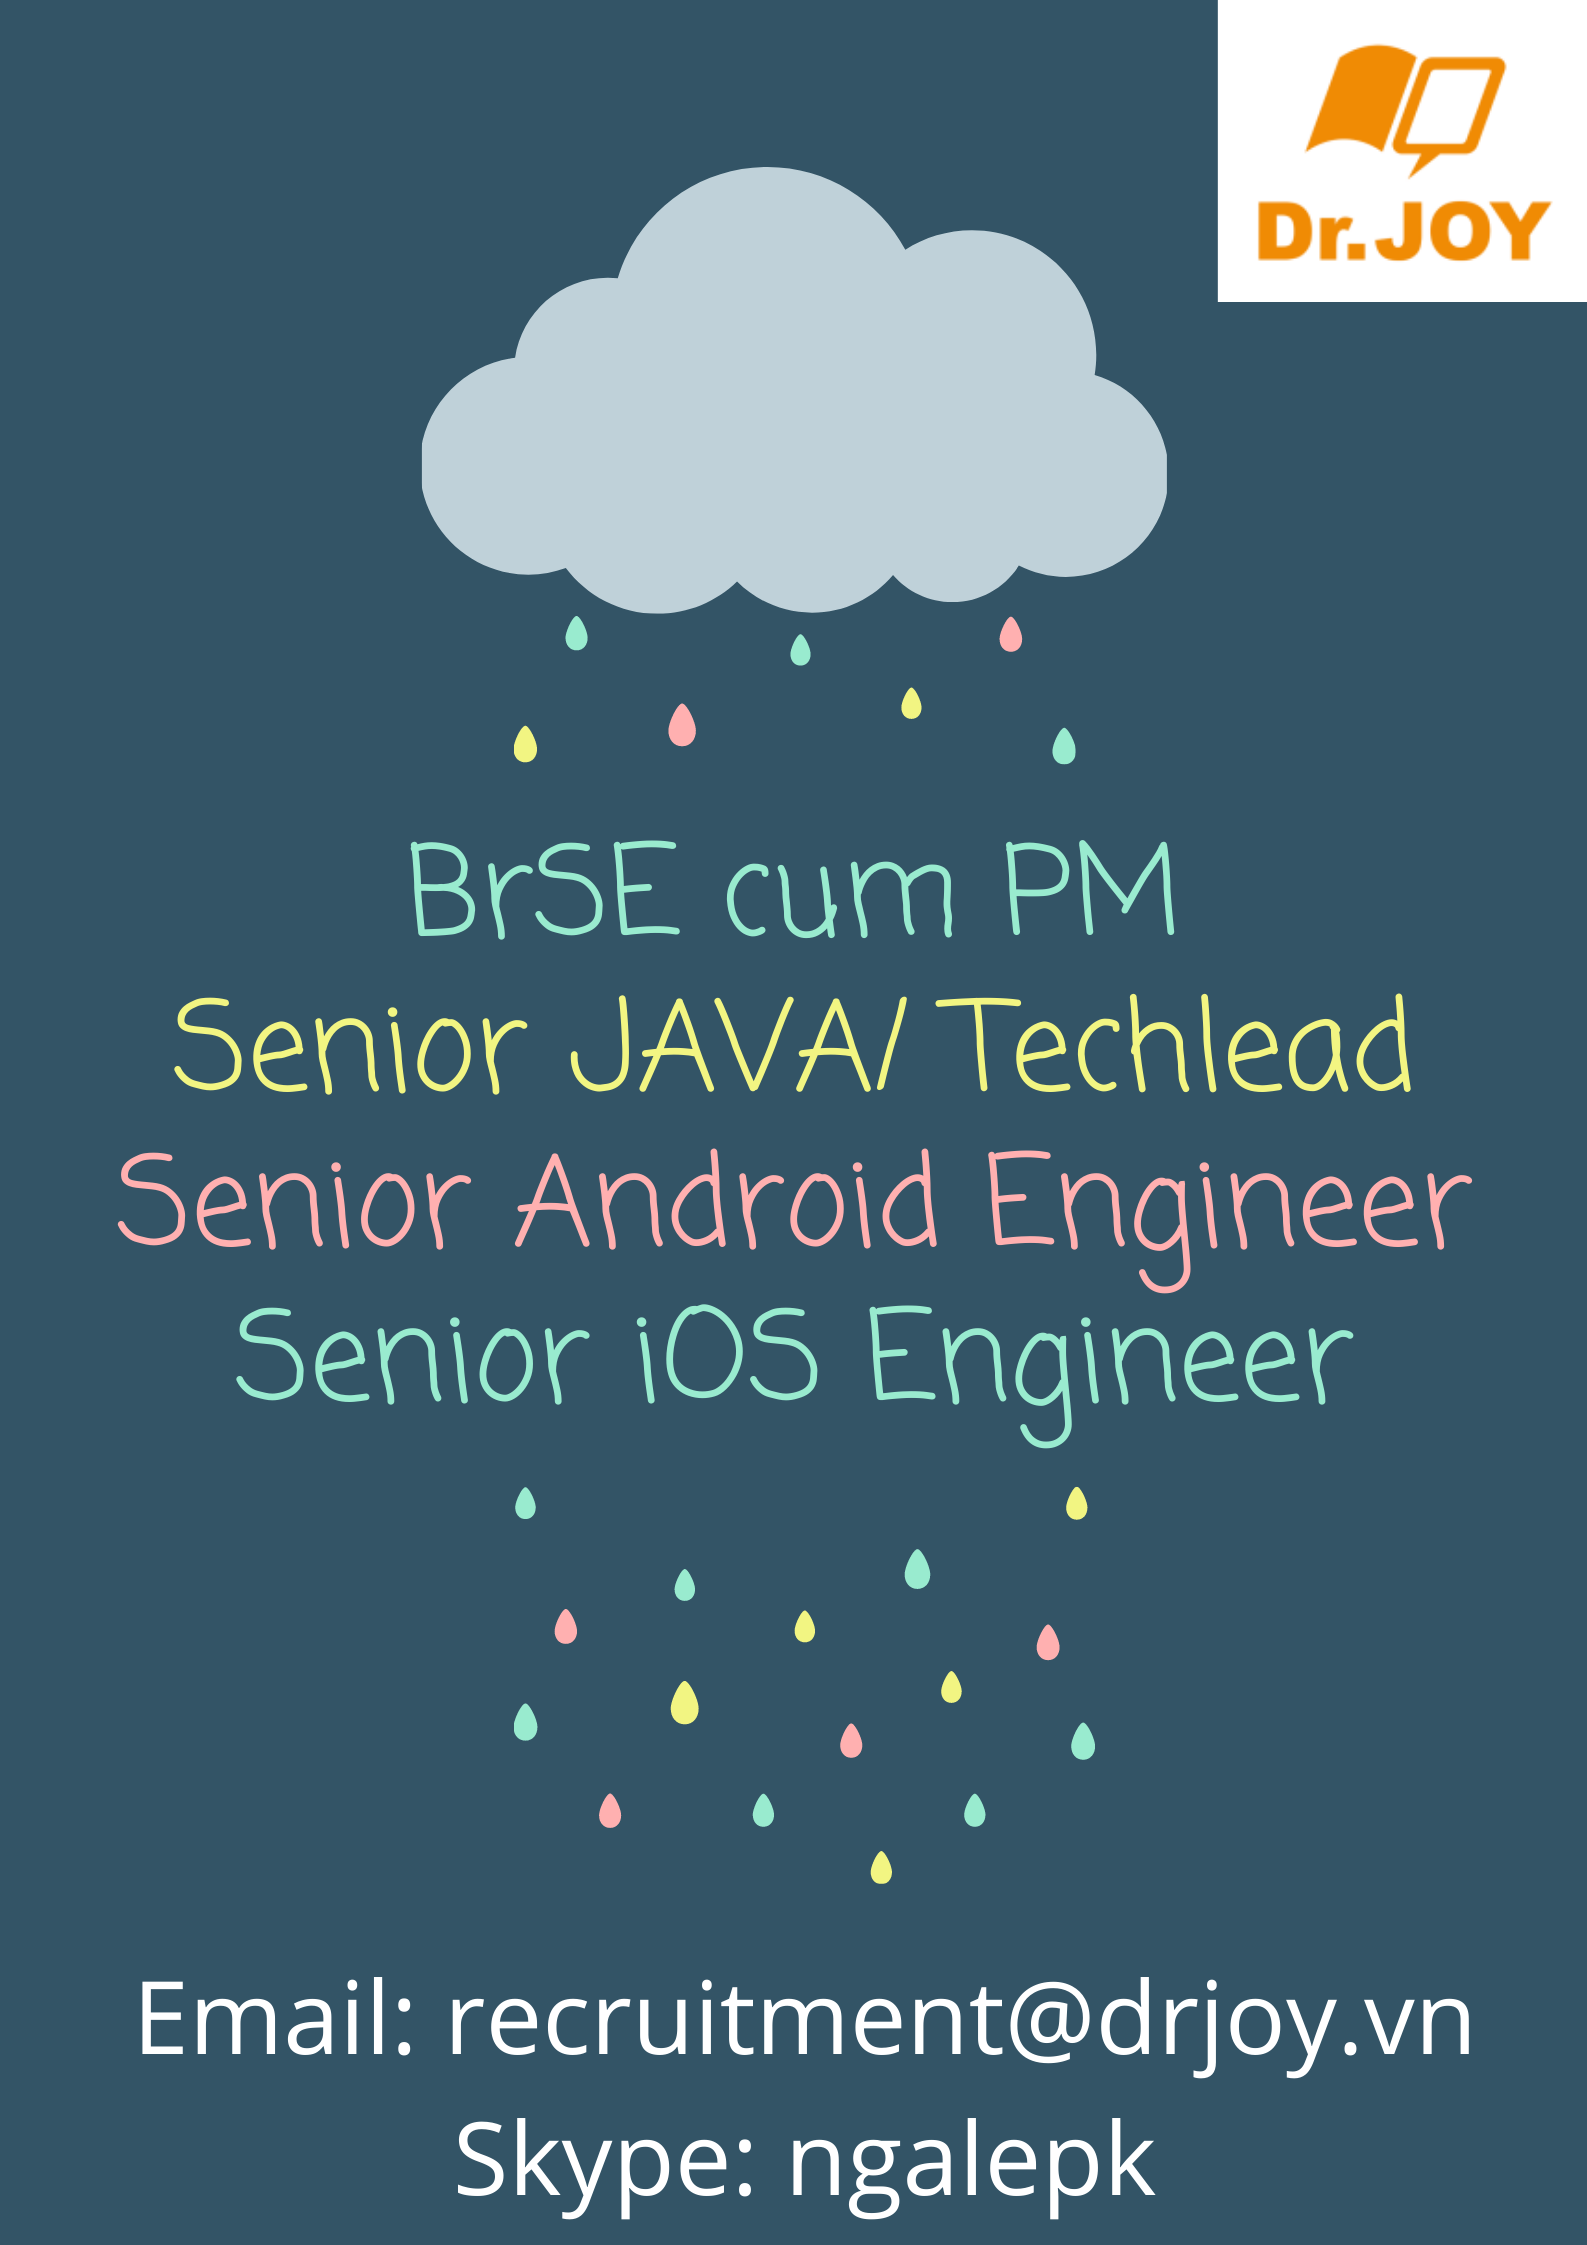 Dr.JOY
BrSE cum PM
Senior JAVA/ Techlead
Senior Android Engineer
Senior iOS Engineer
Email: recruitment@drjoy.vn
Skype: ngalepk